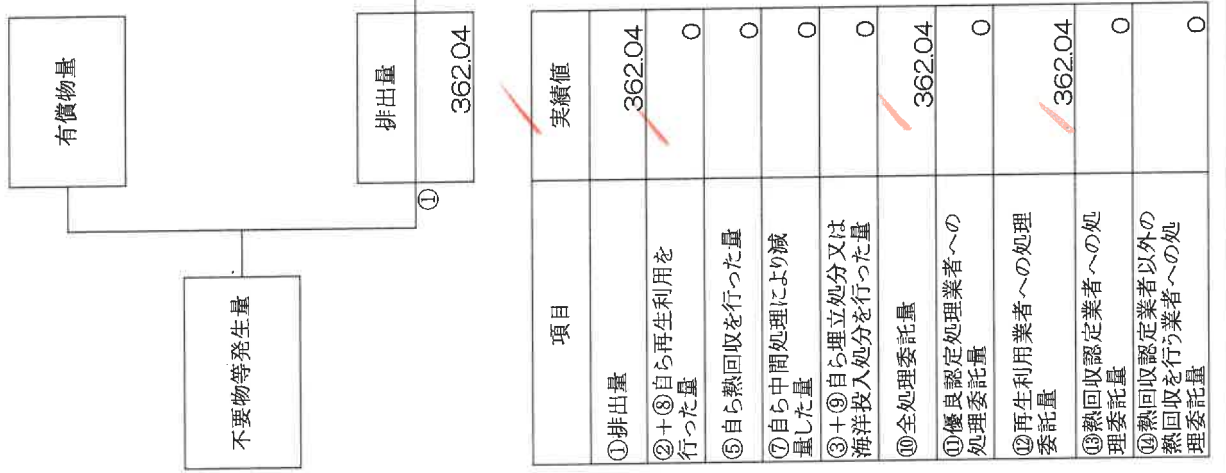 有償物量
不要物等発生量
排出量
①
362.04
項目
実績値
①排出量
362.04
②+⑧自ら再生利用を
行った量
0
⑤自ら熱回収を行った量
0
⑦自ら中間処理により減
量した量
0
③+⑨自ら埋立処分又は
海洋投入処分を行った量
0
⑩全処理委託量
362.04
⑪優良認定処理業者への
処理委託量
0
⑫再生利用業者への処理
委託量
362.04
⑬熱回収認定業者への処
理委託量
0
⑭熱回収認定業者以外の
熱回収を行う業者への処
理委託量
0